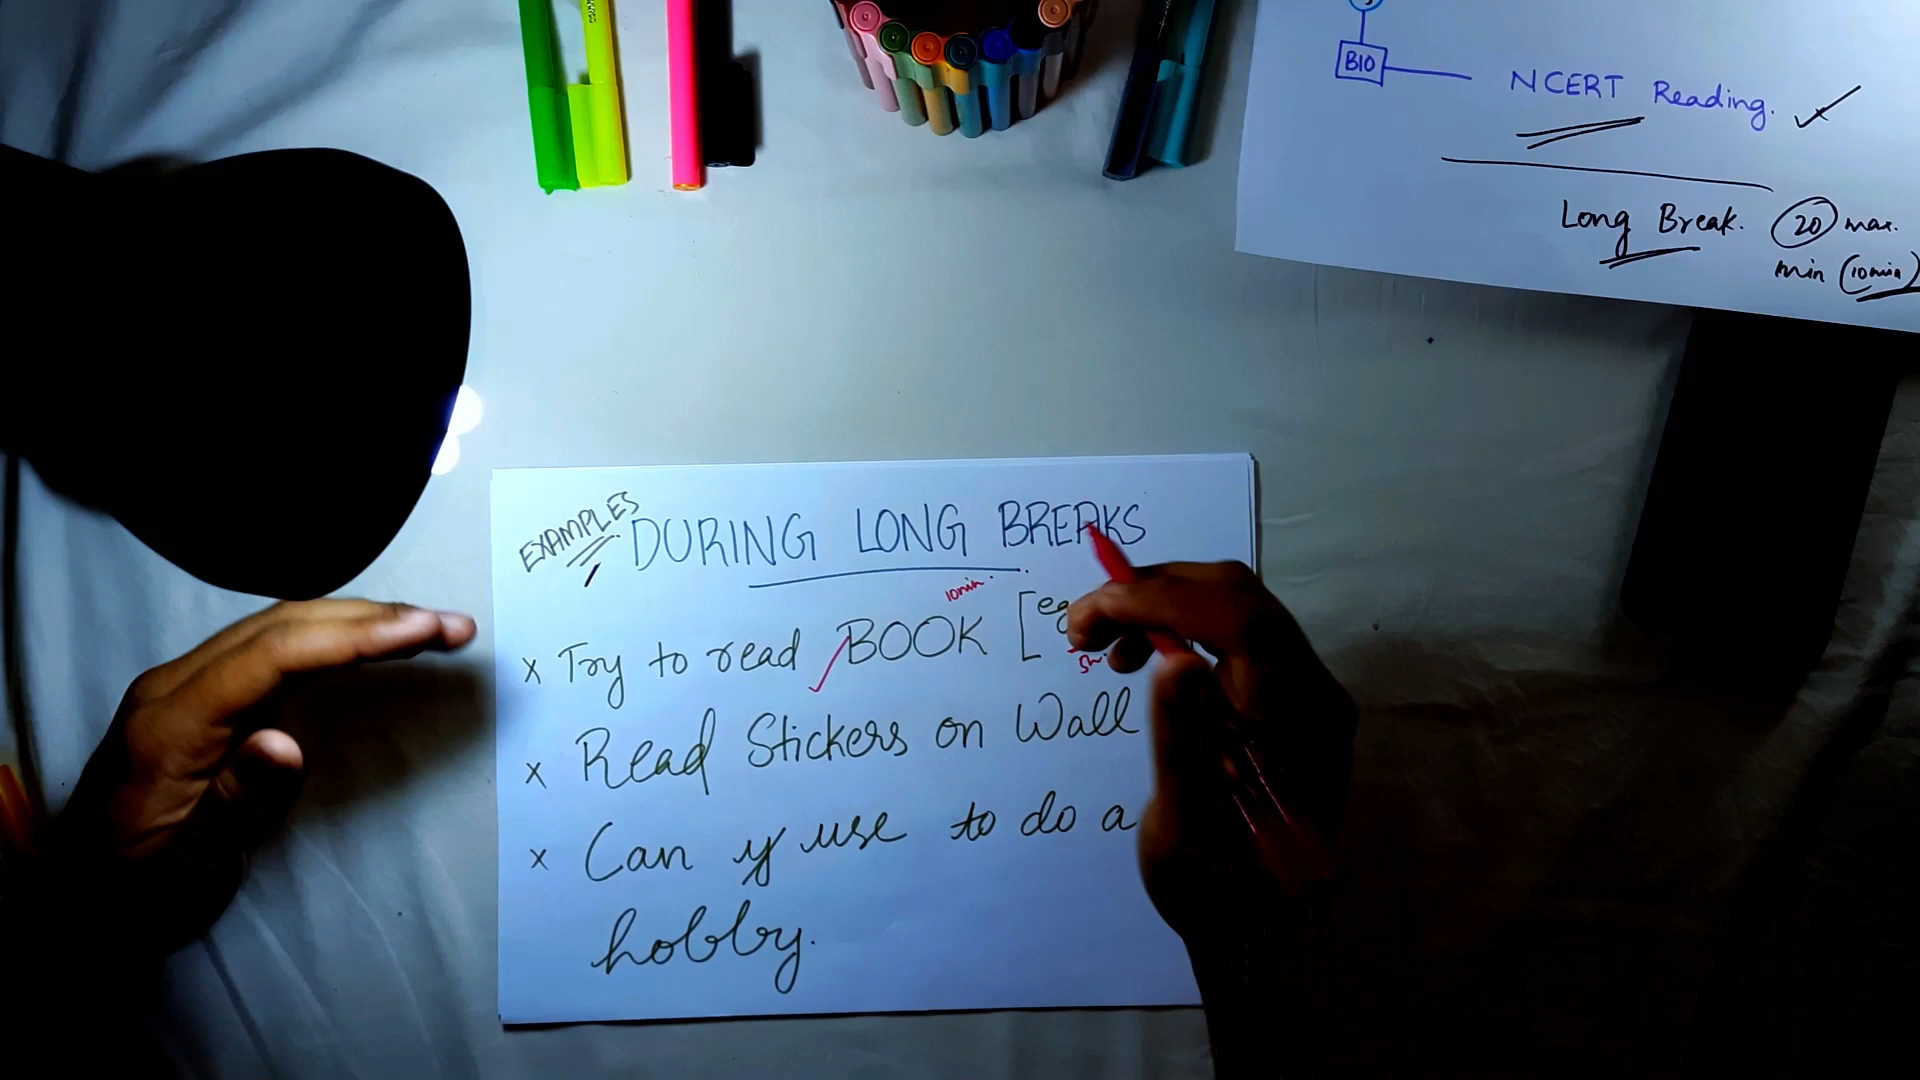 BIO
NCERT Reading.
Long Break. 20 max.
min (10min)
EXAMPLES
DURING LONG BREAKS
10min.
x Try to read BOOK [eg
x Read Stickers on Wall
x Can y use to do a
hobby.